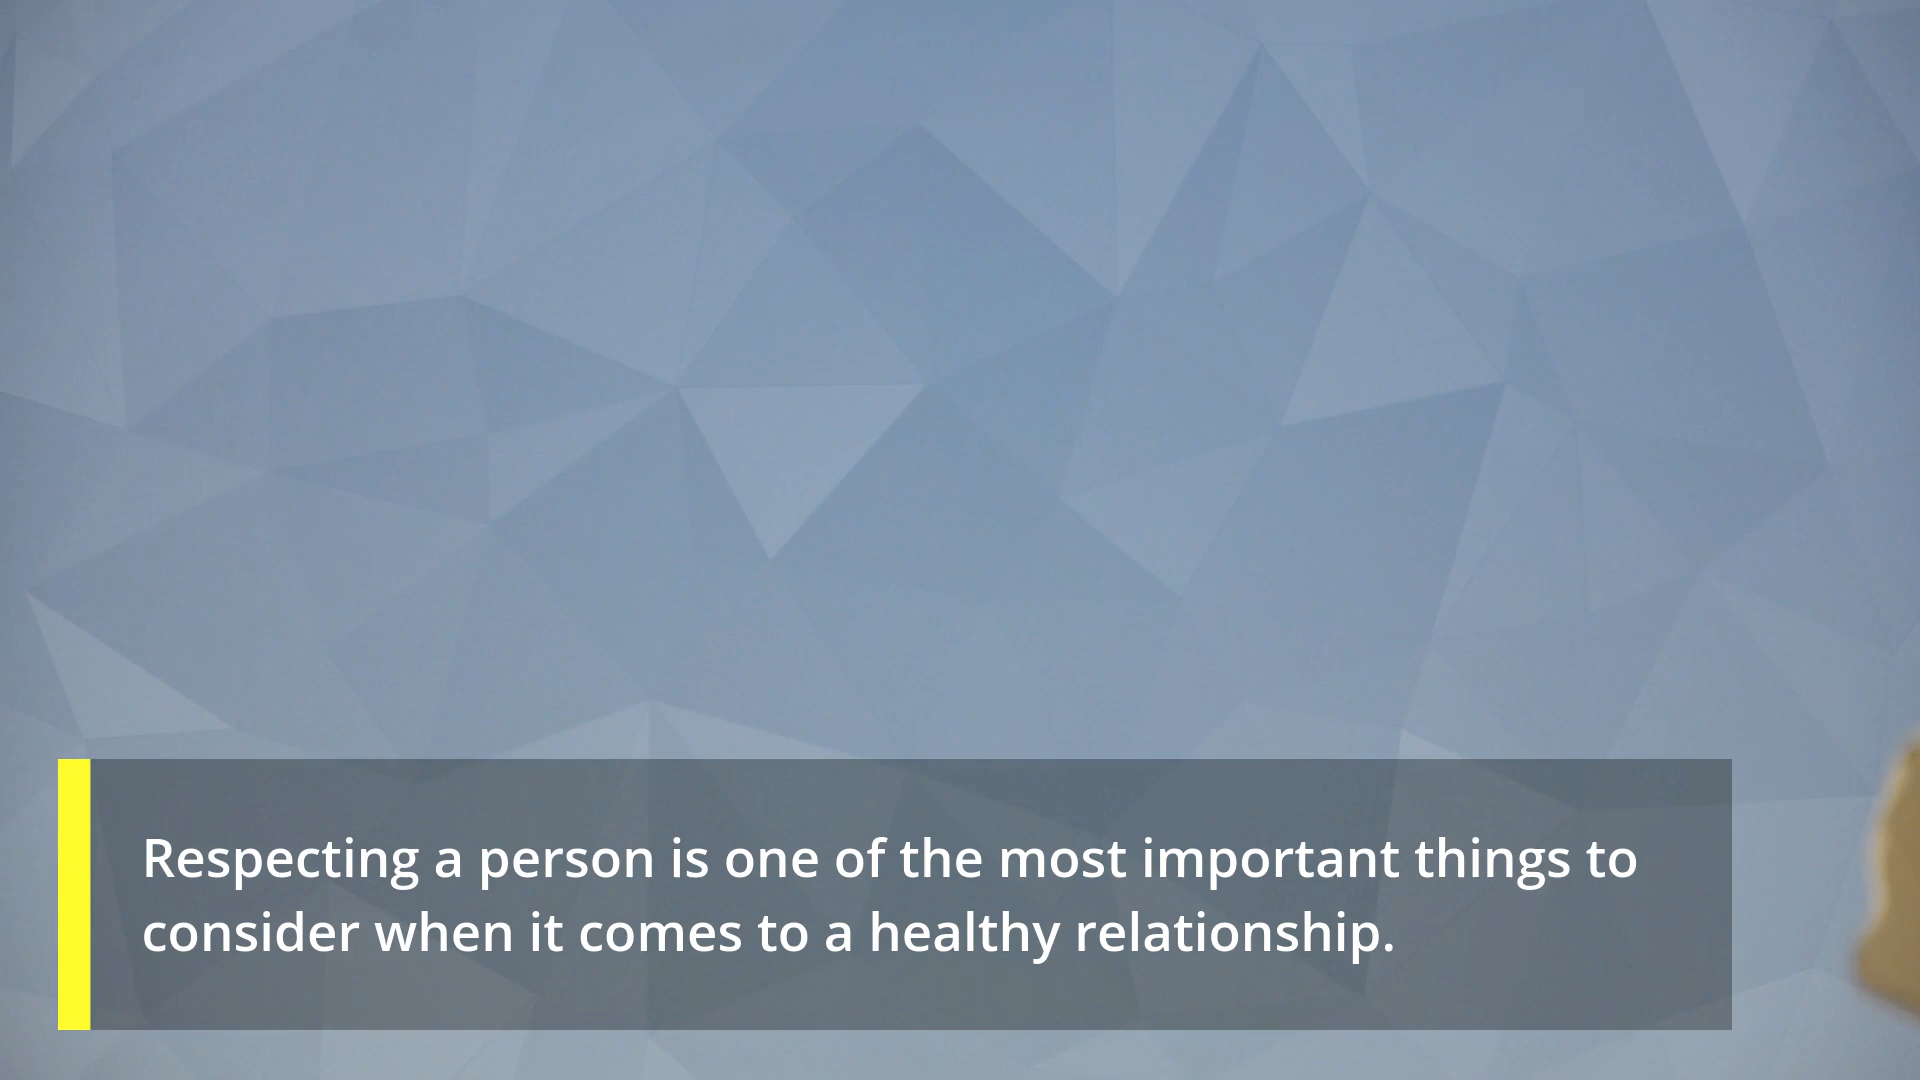 Respecting a person is one of the most important things to
consider when it comes to a healthy relationship.